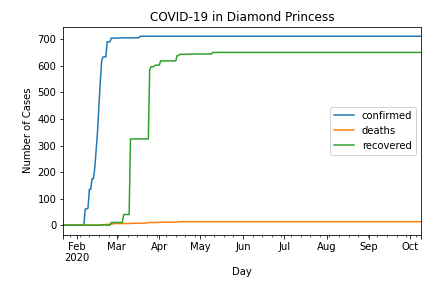 COVID-19 in Diamond Princess
Number of Cases
700
600
500
400
300
200
100
0
confirmed
deaths
recovered
Feb Mar Apr May Jun Jul Aug Sep Oct
2020
Day